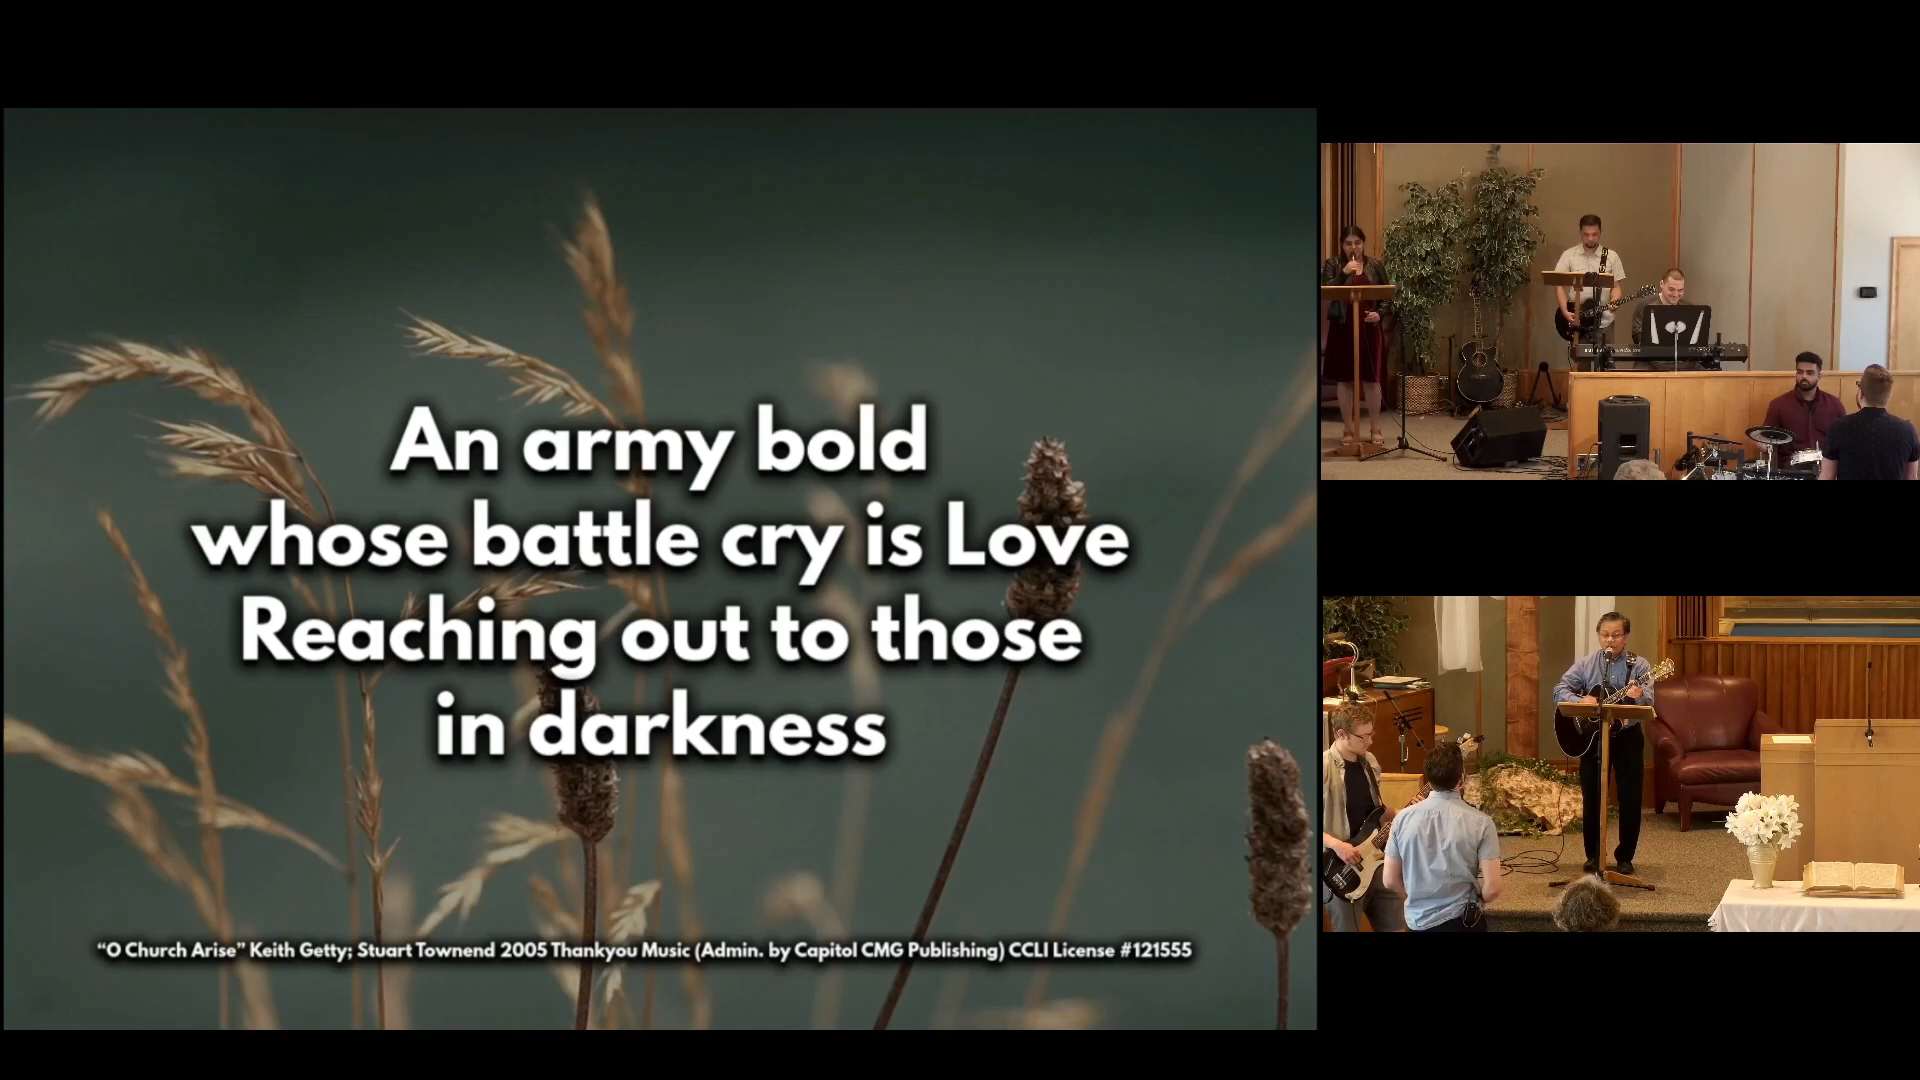 An army bold
whose battle cry is Love
Reaching out to those
in darkness
“O Church Arise” Keith Getty; Stuart Townend 2005 Thankyou Music (Admin. by Capitol CMG Publishing) CCLI License #121555